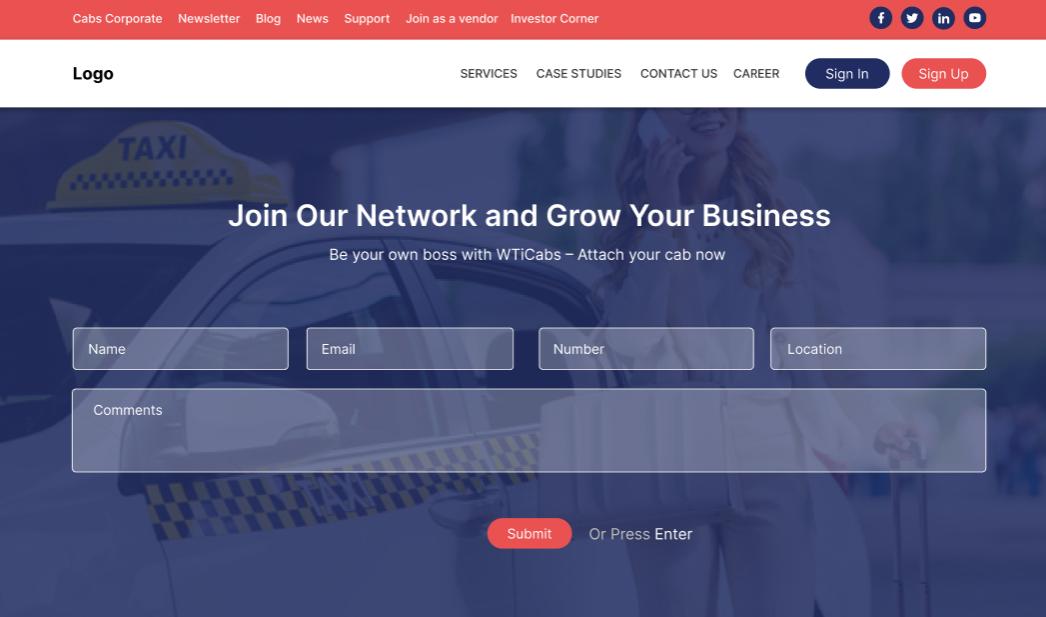 Cabs Corporate Newsletter Blog News Support Join as a vendor Investor Corner
Logo SERVICES CASE STUDIES CONTACT US CAREER Sign In Sign Up
TAXI
Join Our Network and Grow Your Business
Be your own boss with WTiCabs – Attach your cab now
Name Email Number Location
Comments
TAXI
Submit Or Press Enter